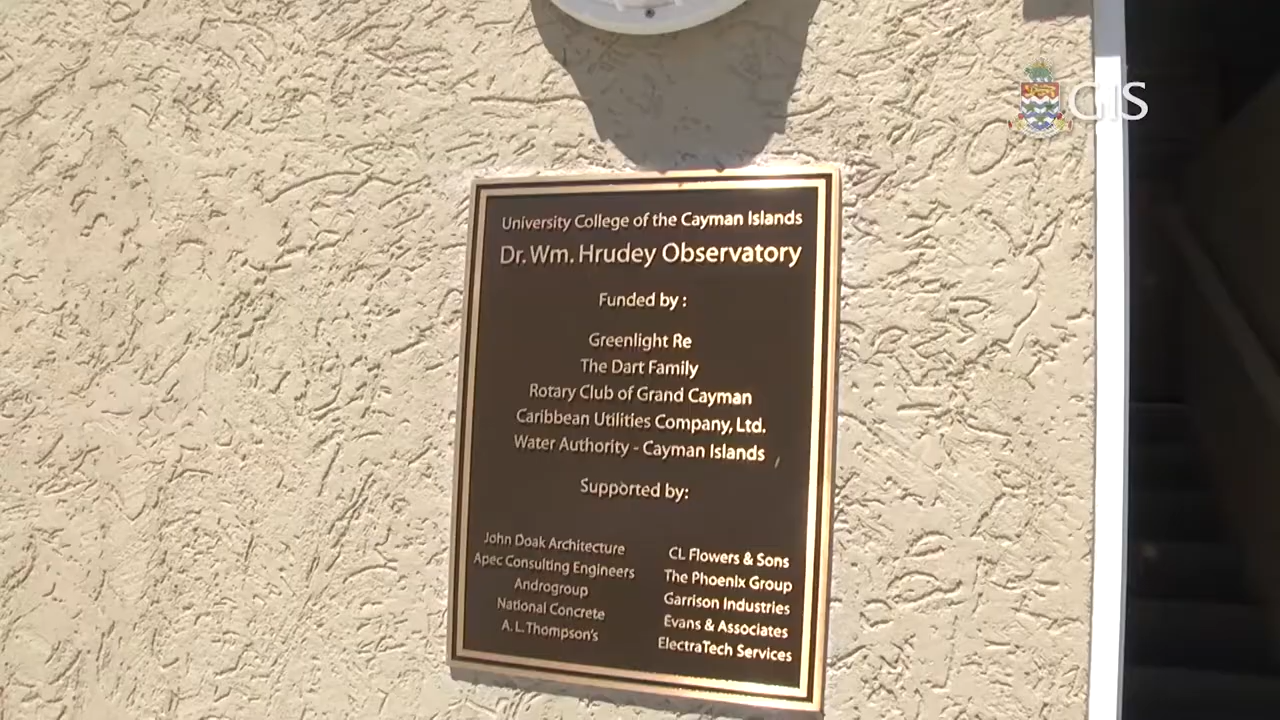 GIS
University College of the Cayman Islands
Dr. Wm. Hrudey Observatory
Funded by :
Greenlight Re
The Dart Family
Rotary Club of Grand Cayman
Caribbean Utilities Company, Ltd.
Water Authority - Cayman Islands
Supported by:
John Doak Architecture
Apec Consulting Engineers
Androgroup
National Concrete
A. L. Thompson's
CL Flowers & Sons
The Phoenix Group
Garrison Industries
Evans & Associates
ElectraTech Services